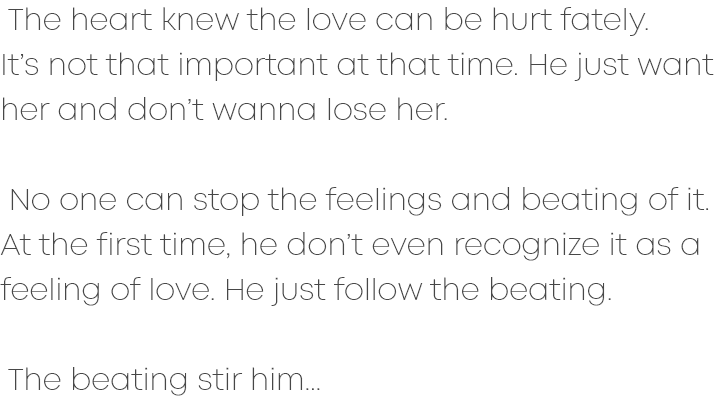 The heart knew the love can be hurt fately.
It's not that important at that time. He just want
her and don't wanna lose her.
No one can stop the feelings and beating of it.
At the first time, he don't even recognize it as a
feeling of love. He just follow the beating.
The beating stir him...